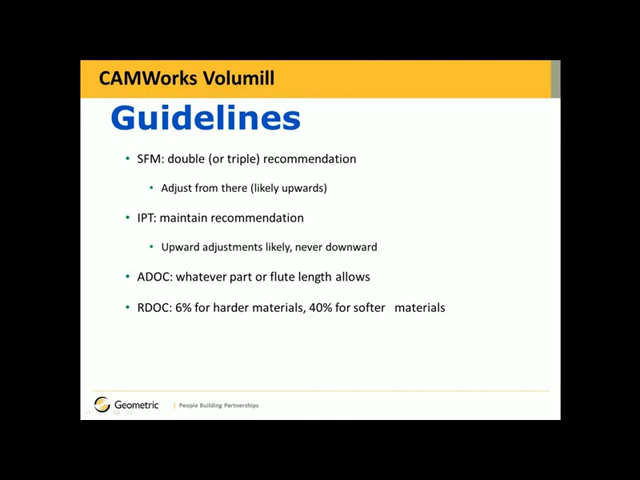 CAMWorks Volumill
Guidelines
• SFM: double (or triple) recommendation
• Adjust from there (likely upwards)
• IPT: maintain recommendation
• Upward adjustments likely, never downward
• ADOC: whatever part or flute length allows
• RDOC: 6% for harder materials, 40% for softer materials
Geometric | People Building Partnerships